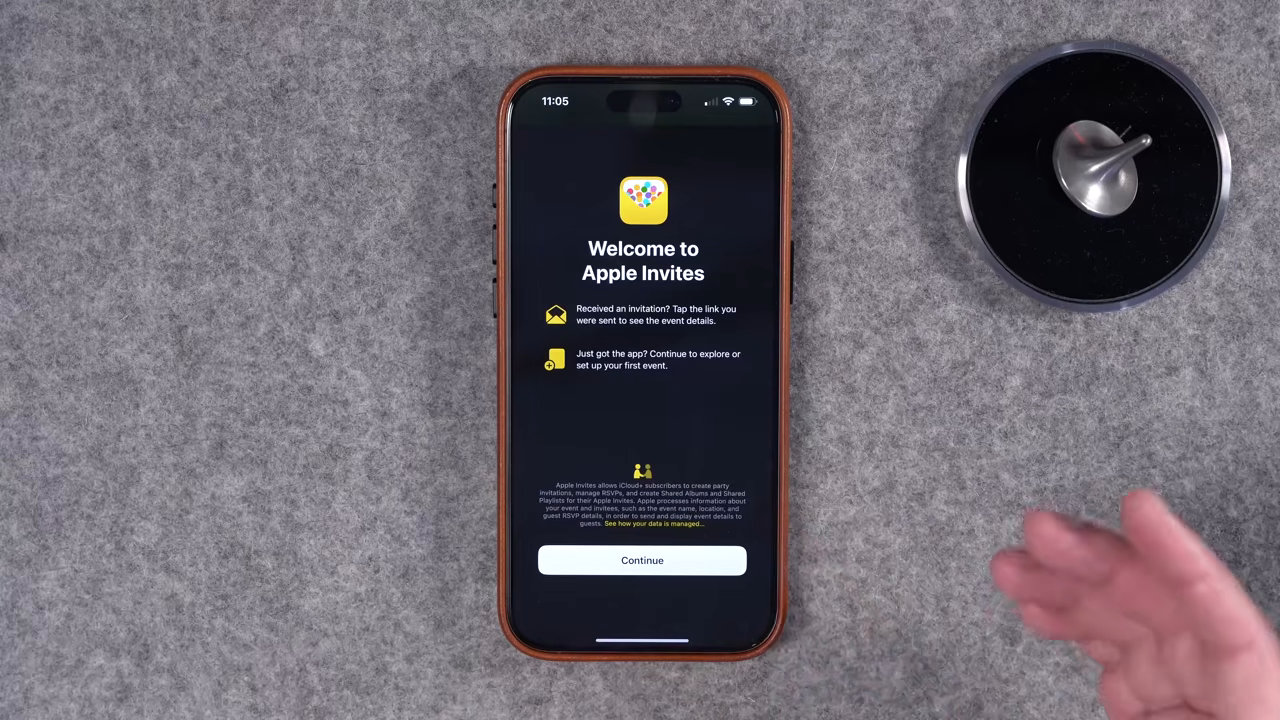 11:05
Welcome to
Apple Invites
Received an invitation? Tap the link you
were sent to see the event details.
Just got the app? Continue to explore or
set up your first event.
Apple Invites allows iCloud+ subscribers to create party
invitations, manage RSVPs, and create Shared Albums and Shared
Playlists for their Apple Invites. Apple processes information about
your event and invitees, such as the event name, location, and
guest RSVP details, in order to send and display event details to
guests. See how your data is managed...
Continue